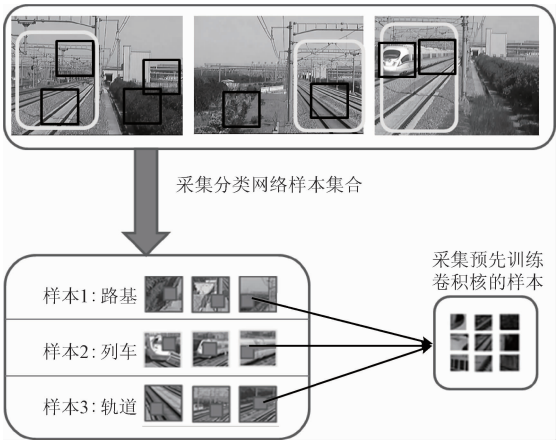 采集分类网络样本集合
采集预先训练
卷积核的样本
样本1:路基
样本2:列车
样本3:轨道